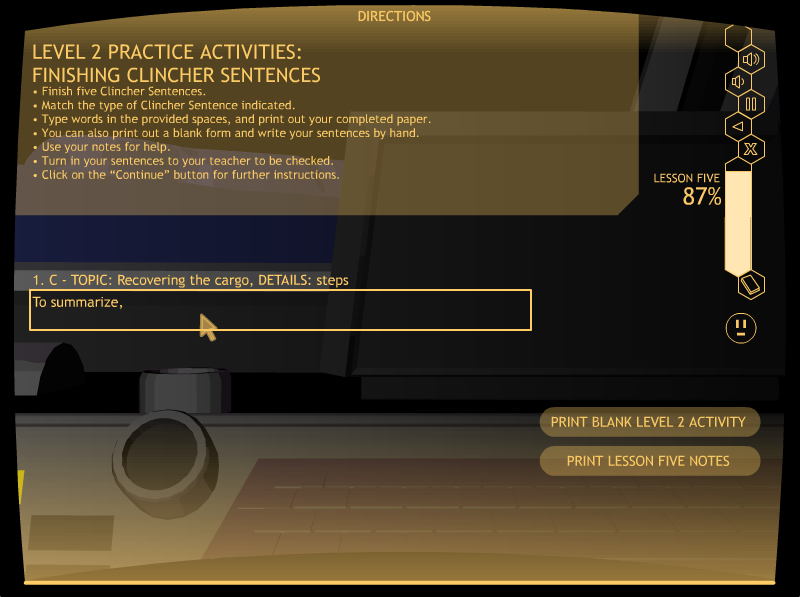 DIRECTIONS
LEVEL 2 PRACTICE ACTIVITIES:
FINISHING CLINCHER SENTENCES
• Finish five Clincher Sentences.
• Match the type of Clincher Sentence indicated.
• Type words in the provided spaces, and print out your completed paper.
• You can also print out a blank form and write your sentences by hand.
• Use your notes for help.
• Turn in your sentences to your teacher to be checked.
• Click on the “Continue” button for further instructions.
X
LESSON FIVE
87%
1. C - TOPIC: Recovering the cargo, DETAILS: steps
To summarize,
PRINT BLANK LEVEL 2 ACTIVITY
PRINT LESSON FIVE NOTES